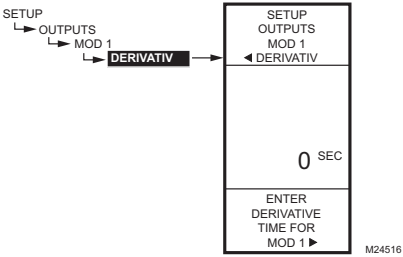 SETUP
OUTPUTS
MOD 1
DERIVATIV
SETUP
OUTPUTS
MOD 1
DERIVATIV
0 SEC
ENTER
DERIVATIVE
TIME FOR
MOD 1
M24516